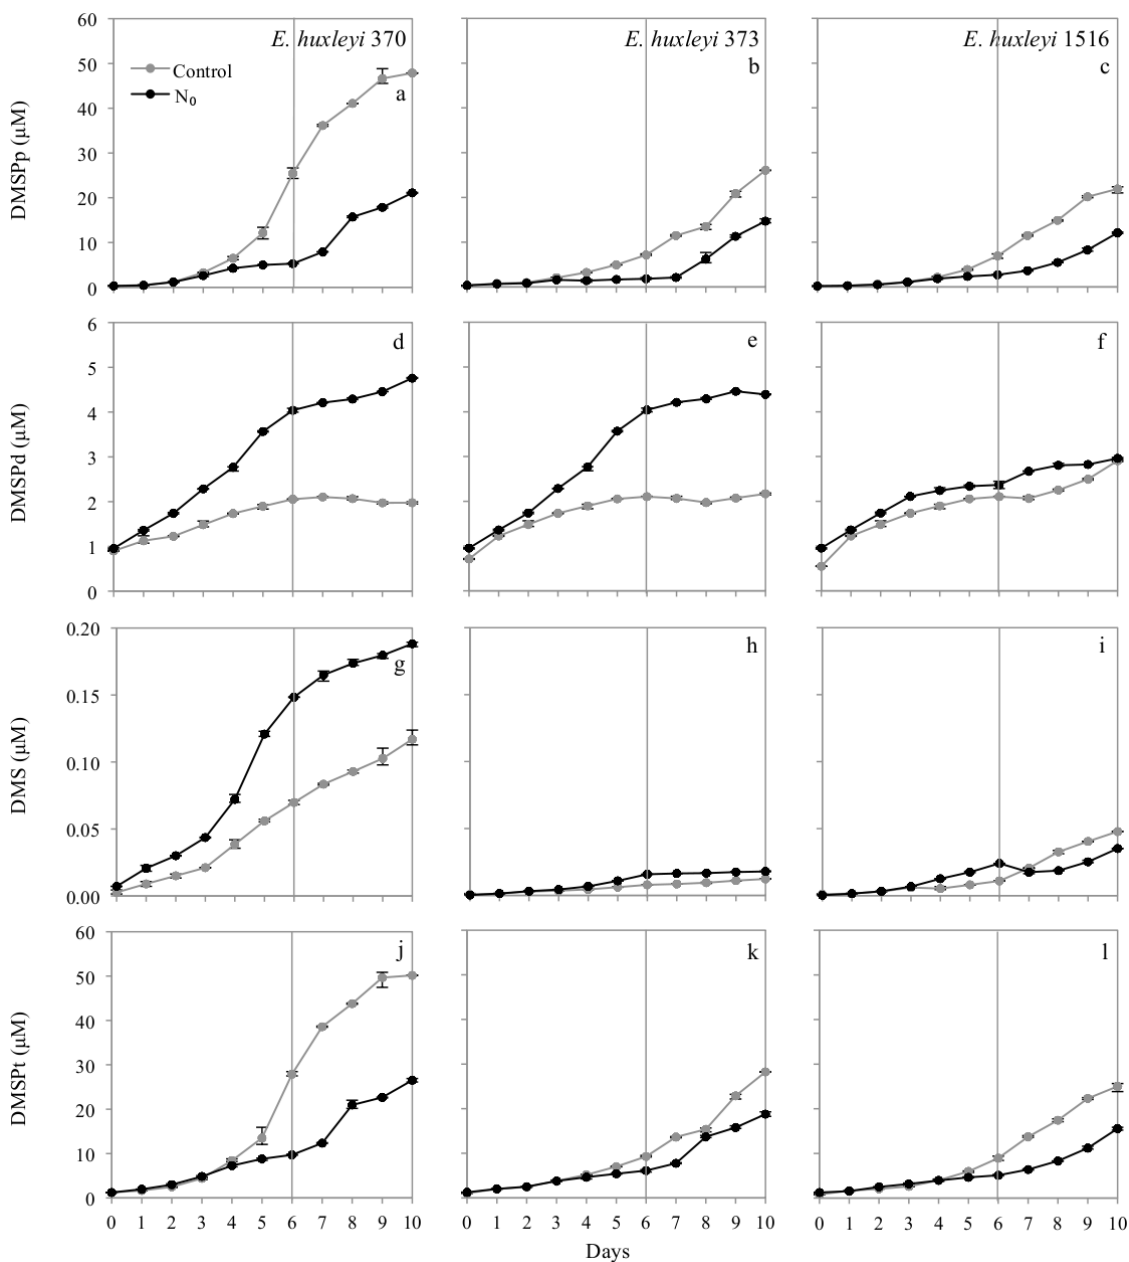 E. huxleyi 370
E. huxleyi 373
E. huxleyi 1516
Control
N₀
a
b
c
DMSPp (µM)
60
50
40
30
20
10
0
d
e
f
DMSPd (µM)
6
5
4
3
2
1
0
g
h
i
DMS (µM)
0.20
0.15
0.10
0.05
0.00
j
k
l
DMSPt (µM)
60
50
40
30
20
10
0
0 1 2 3 4 5 6 7 8 9 10
0 1 2 3 4 5 6 7 8 9 10
0 1 2 3 4 5 6 7 8 9 10
Days